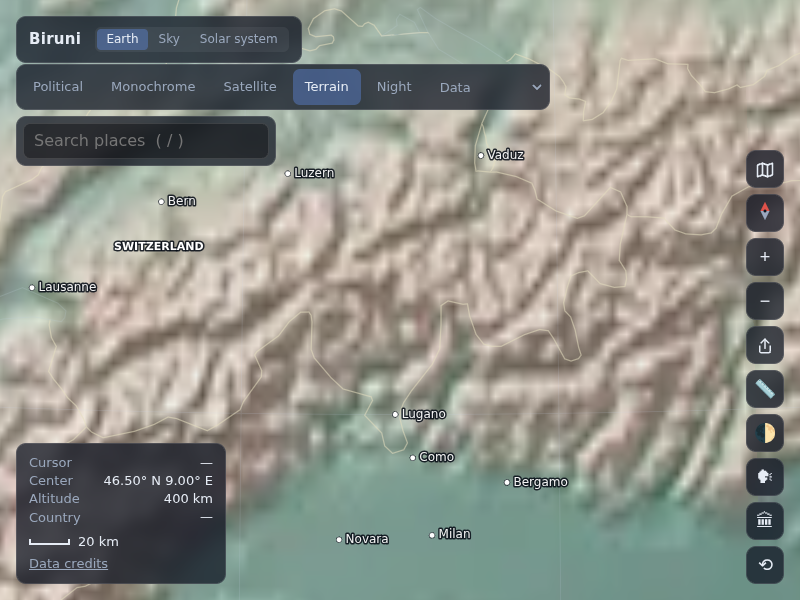 Biruni Earth Sky Solar system
Political Monochrome Satellite Terrain Night Data
Search places ( / )
Vaduz
Luzern
Bern
SWITZERLAND
Lausanne
Lugano
Como
Bergamo
Milan
Novara
Cursor —
Center 46.50° N 9.00° E
Altitude 400 km
Country —
20 km
Data credits